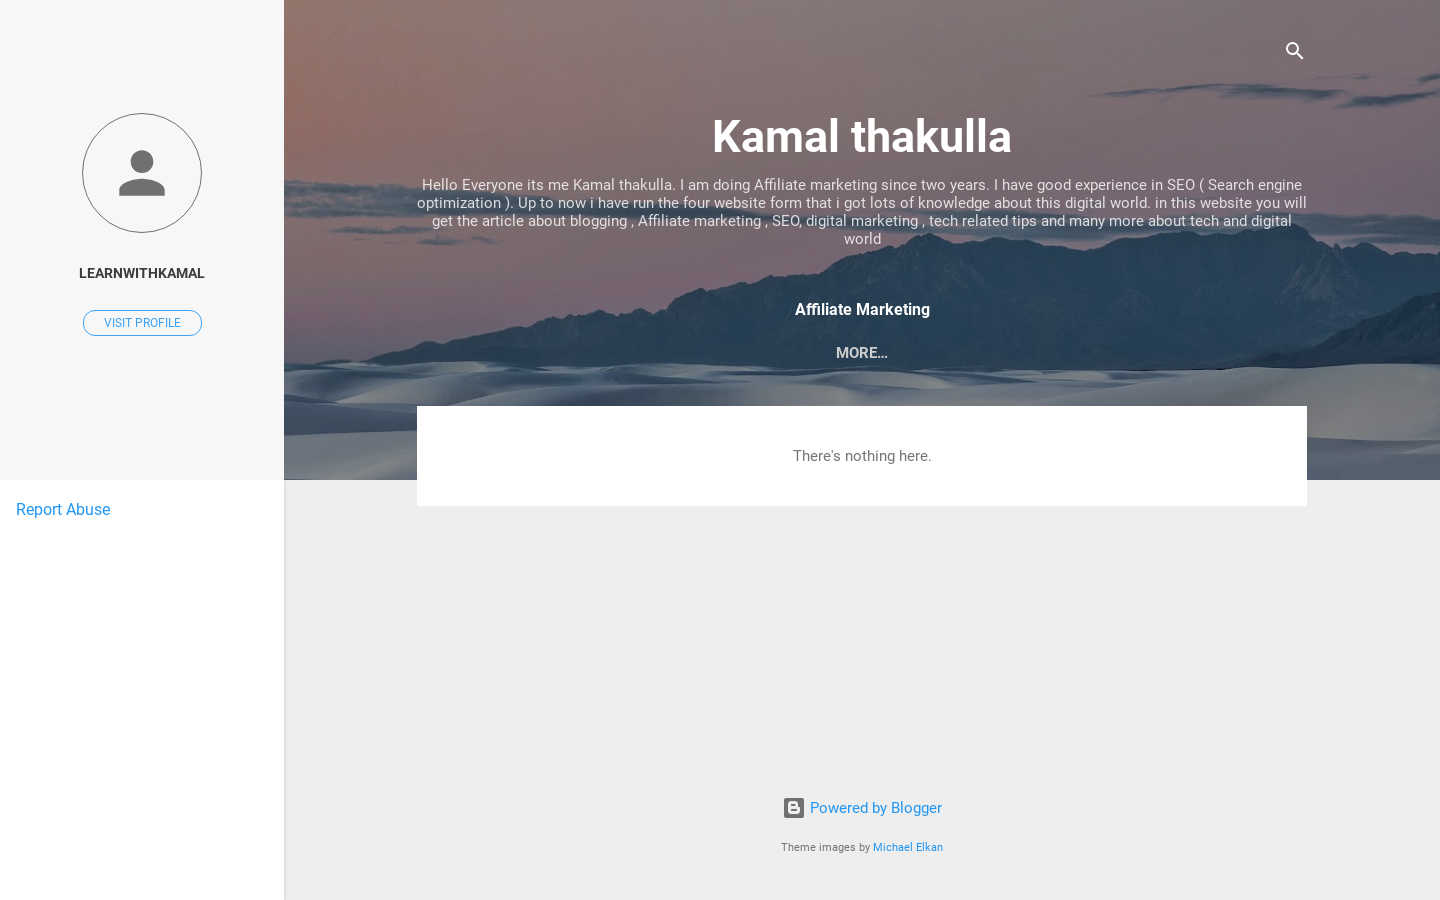 LEARNWITHKAMAL
VISIT PROFILE
Report Abuse
Kamal thakulla
Hello Everyone its me Kamal thakulla. I am doing Affiliate marketing since two years. I have good experience in SEO ( Search engine
optimization ). Up to now i have run the four website form that i got lots of knowledge about this digital world. in this website you will
get the article about blogging , Affiliate marketing , SEO, digital marketing , tech related tips and many more about tech and digital
world
Affiliate Marketing
MORE…
There's nothing here.
Powered by Blogger
Theme images by Michael Elkan